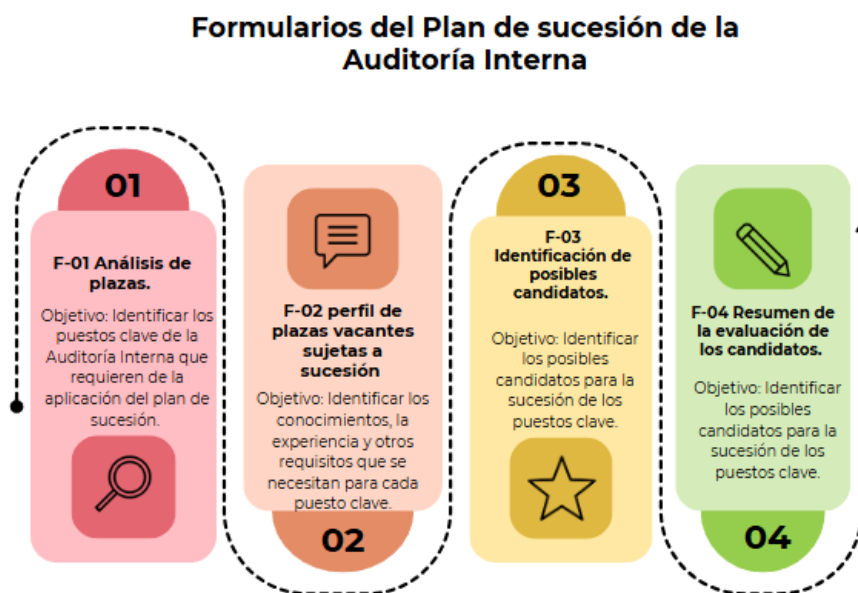 Formularios del Plan de sucesión de la
Auditoría Interna
01
F-01 Análisis de
plazas.
Objetivo: Identificar los
puestos clave de la
Auditoría Interna que
requieren de la
aplicación del plan de
sucesión.
F-02 perfil de
plazas vacantes
sujetas a
sucesión
Objetivo: Identificar los
conocimientos, la
experiencia y otros
requisitos que se
necesitan para cada
puesto clave.
02
03
F-03
Identificación de
posibles
candidatos.
Objetivo: Identificar
los posibles
candidatos para la
sucesión de los
puestos clave.
F-04 Resumen de
la evaluación de
los candidatos.
Objetivo: Identificar
los posibles
candidatos para la
sucesión de los
puestos clave.
04